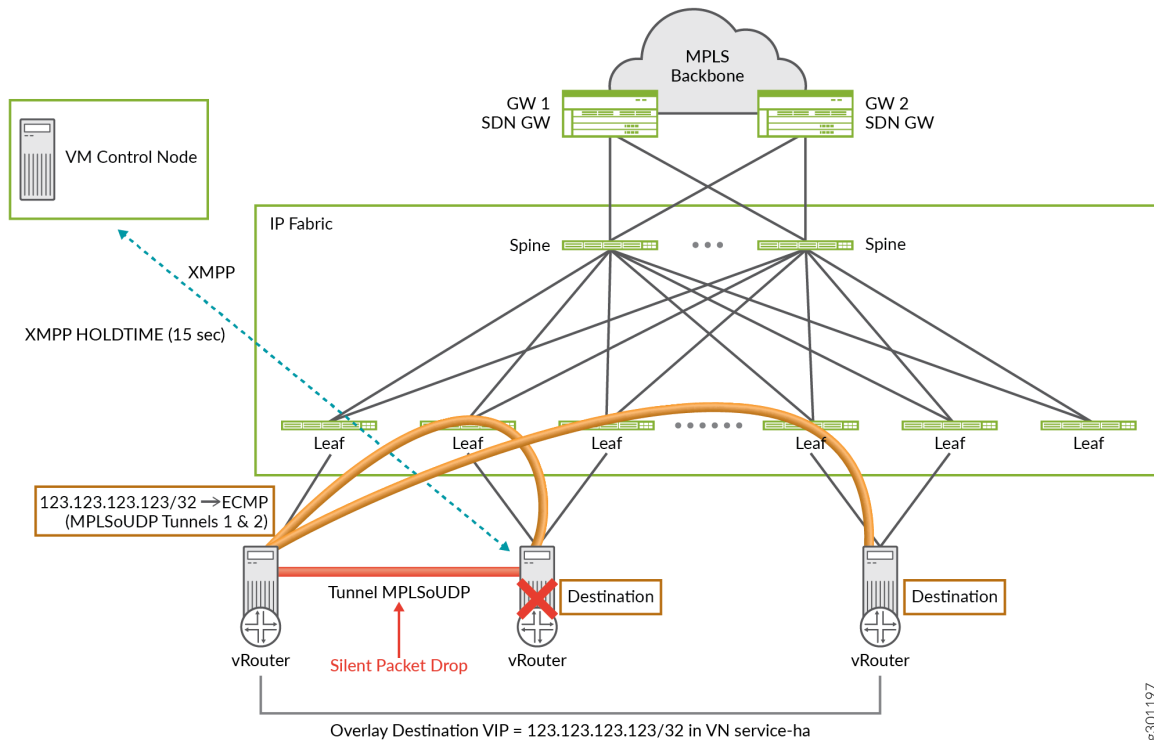 MPLS
Backbone
GW 1
SDN GW
GW 2
SDN GW
VM Control Node
IP Fabric
Spine
Spine
XMPP
XMPP HOLDTIME (15 sec)
Leaf
Leaf
Leaf
Leaf
Leaf
Leaf
123.123.123.123/32 → ECMP
(MPLSoUDP Tunnels 1 & 2)
Tunnel MPLSoUDP
Destination
Destination
Silent Packet Drop
vRouter
vRouter
vRouter
Overlay Destination VIP = 123.123.123.123/32 in VN service-ha
g301197